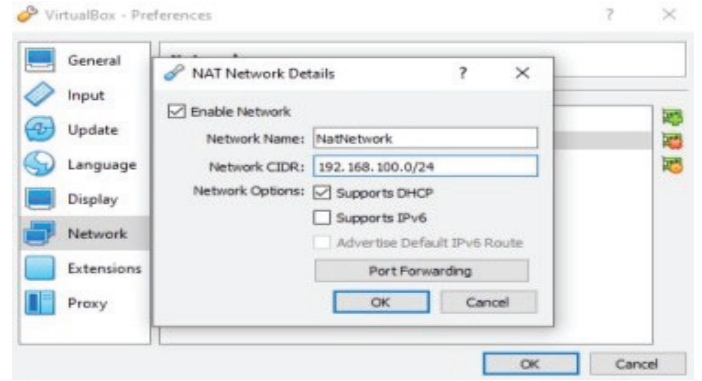 VirtualBox - Preferences ? ×
General
Input
Update
Language
Display
Network
Extensions
Proxy
NAT Network Details ? ×
Enable Network
Network Name: NatNetwork
Network CIDR: 192.168.100.0/24
Network Options: Supports DHCP
Supports IPv6
Advertise Default IPv6 Route
Port Forwarding
OK Cancel
OK Cancel